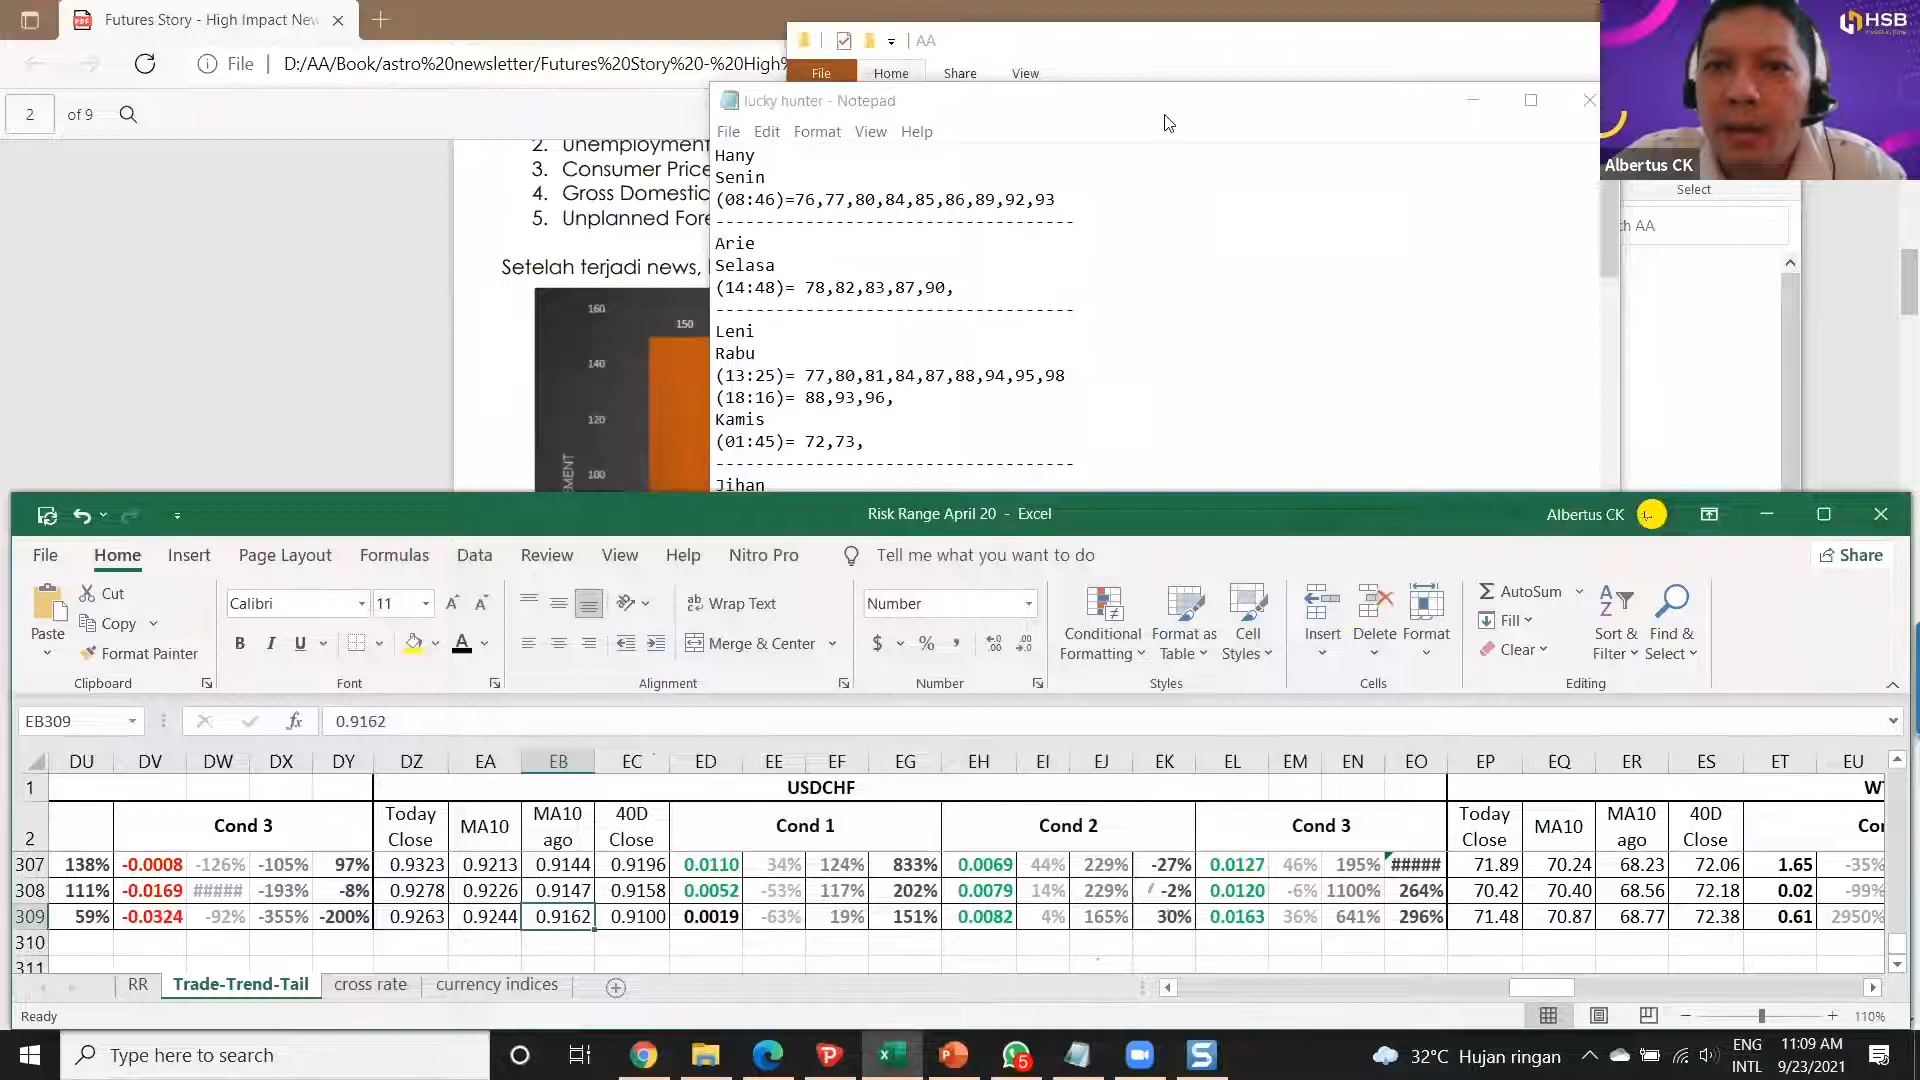 Futures Story - High Impact New
File
D:/AA/Book/astro%20newsletter/Futures%20Story%20-%20High%
2
of 9
AA
File Home Share View
HSB
Albertus CK
Select
ch AA
2. Unemployment
3. Consumer Price
4. Gross Domestic
5. Unplanned Fore
Setelah terjadi news,
160
150
140
120
100
EMENT
lucky hunter - Notepad
File Edit Format View Help
Hany
Senin
(08:46)=76,77,80,84,85,86,89,92,93
------------------------------------
Arie
Selasa
(14:48)= 78,82,83,87,90,
------------------------------------
Leni
Rabu
(13:25)= 77,80,81,84,87,88,94,95,98
(18:16)= 88,93,96,
Kamis
(01:45)= 72,73,
------------------------------------
Jihan
Risk Range April 20 - Excel
Albertus CK
File Home Insert Page Layout Formulas Data Review View Help Nitro Pro Tell me what you want to do Share
Paste
Cut
Copy
Format Painter
Clipboard
Calibri 11
B I U
Font
Wrap Text
Merge & Center
Alignment
Number
$ %
Number
Conditional Formatting
Format as Table
Cell Styles
Styles
Insert Delete Format
Cells
AutoSum
Fill
Clear
Sort & Filter
Find & Select
Editing
EB309 fx 0.9162
DU DV DW DX DY DZ EA EB EC ED EE EF EG EH EI EJ EK EL EM EN EO EP EQ ER ES ET EU
1 USDCHF
2 Cond 3 Today Close MA10 MA10 ago 40D Close Cond 1 Cond 2 Cond 3 Today Close MA10 MA10 ago 40D Close
307 138% -0.0008 -126% -105% 97% 0.9323 0.9213 0.9144 0.9196 0.0110 34% 124% 833% 0.0069 44% 229% -27% 0.0127 46% 195% ##### 71.89 70.24 68.23 72.06 1.65 -35%
308 111% -0.0169 ##### -193% -8% 0.9278 0.9226 0.9147 0.9158 0.0052 -53% 117% 202% 0.0079 14% 229% -2% 0.0120 -6% 1100% 264% 70.42 70.40 68.56 72.18 0.02 -99%
309 59% -0.0324 -92% -355% -200% 0.9263 0.9244 0.9162 0.9100 0.0019 -63% 19% 151% 0.0082 4% 165% 30% 0.0163 36% 641% 296% 71.48 70.87 68.77 72.38 0.61 2950%
310
311
RR Trade-Trend-Tail cross rate currency indices
Ready
110%
Type here to search
5
32°C Hujan ringan
ENG
INTL
11:09 AM
9/23/2021